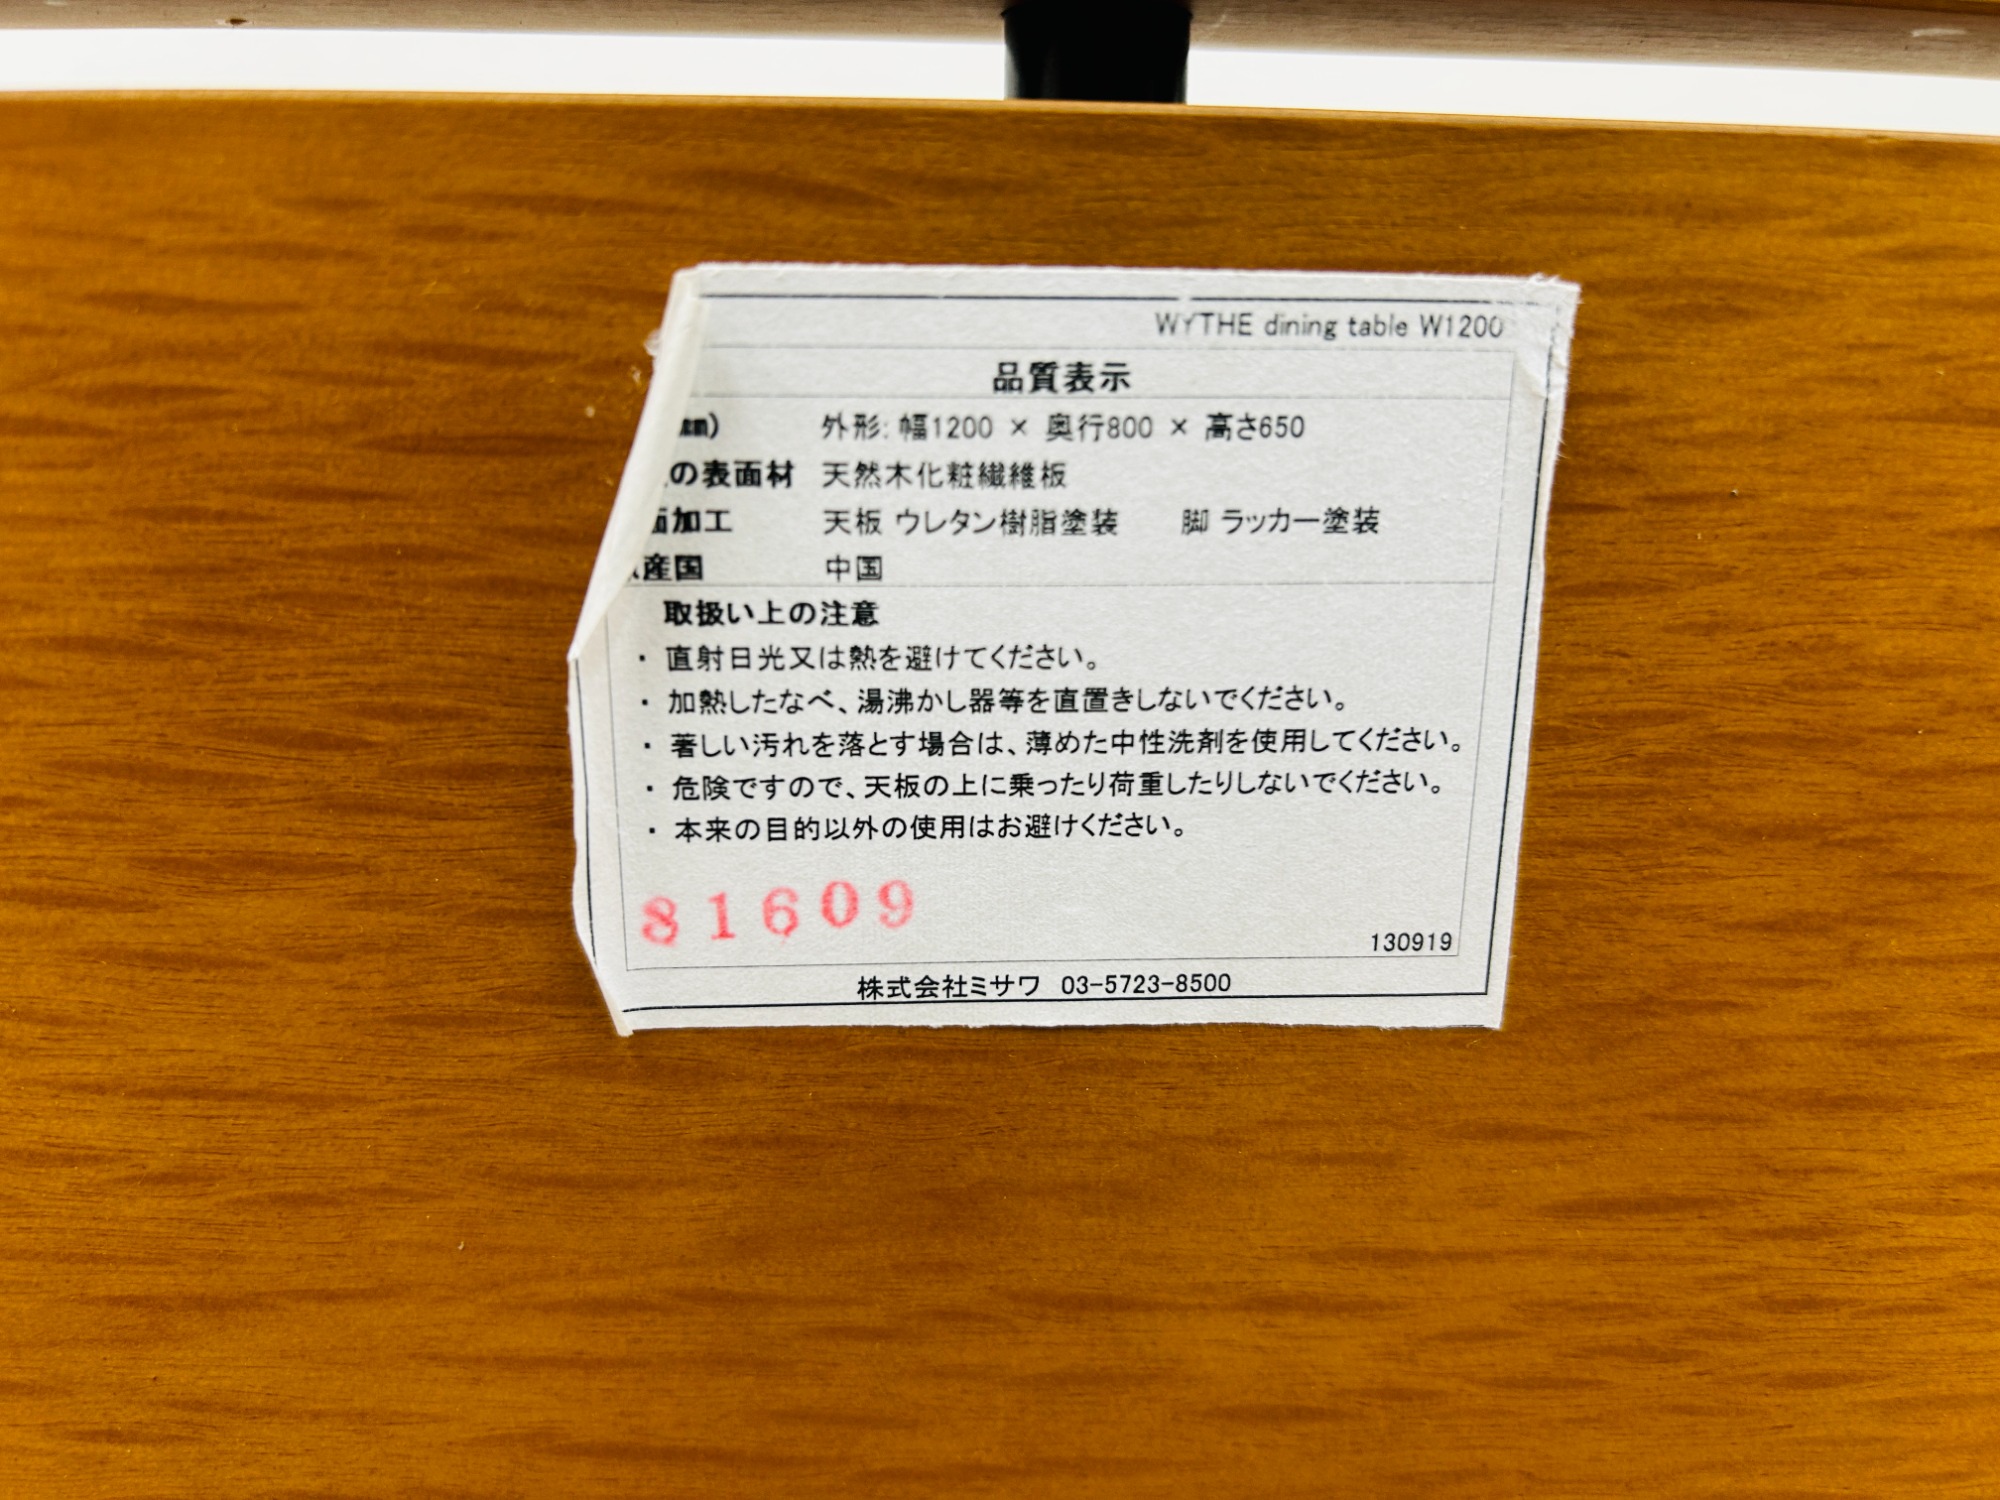 WYTHE dining table W1200
品質表示
mm) 外形: 幅1200 × 奥行800 × 高さ650
の表面材 天然木化粧繊維板
加工 天板 ウレタン樹脂塗装 脚 ラッカー塗装
産国 中国
取扱い上の注意
・ 直射日光又は熱を避けてください。
・ 加熱したなべ、湯沸かし器等を直置きしないでください。
・ 著しい汚れを落とす場合は、薄めた中性洗剤を使用してください。
・ 危険ですので、天板の上に乗ったり荷重したりしないでください。
・ 本来の目的以外の使用はお避けください。
81609
130919
株式会社ミサワ 03-5723-8500